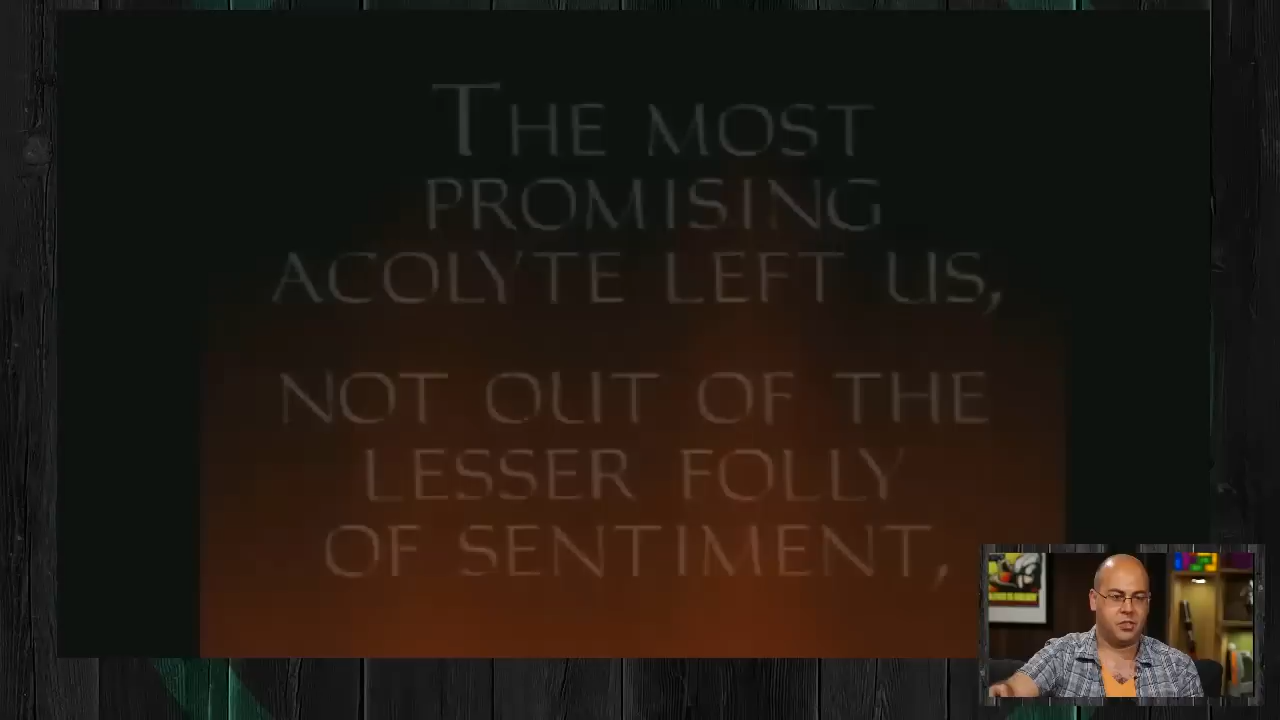 THE MOST
PROMISING
ACOLYTE LEFT US,
NOT OUT OF THE
LESSER FOLLY
OF SENTIMENT,